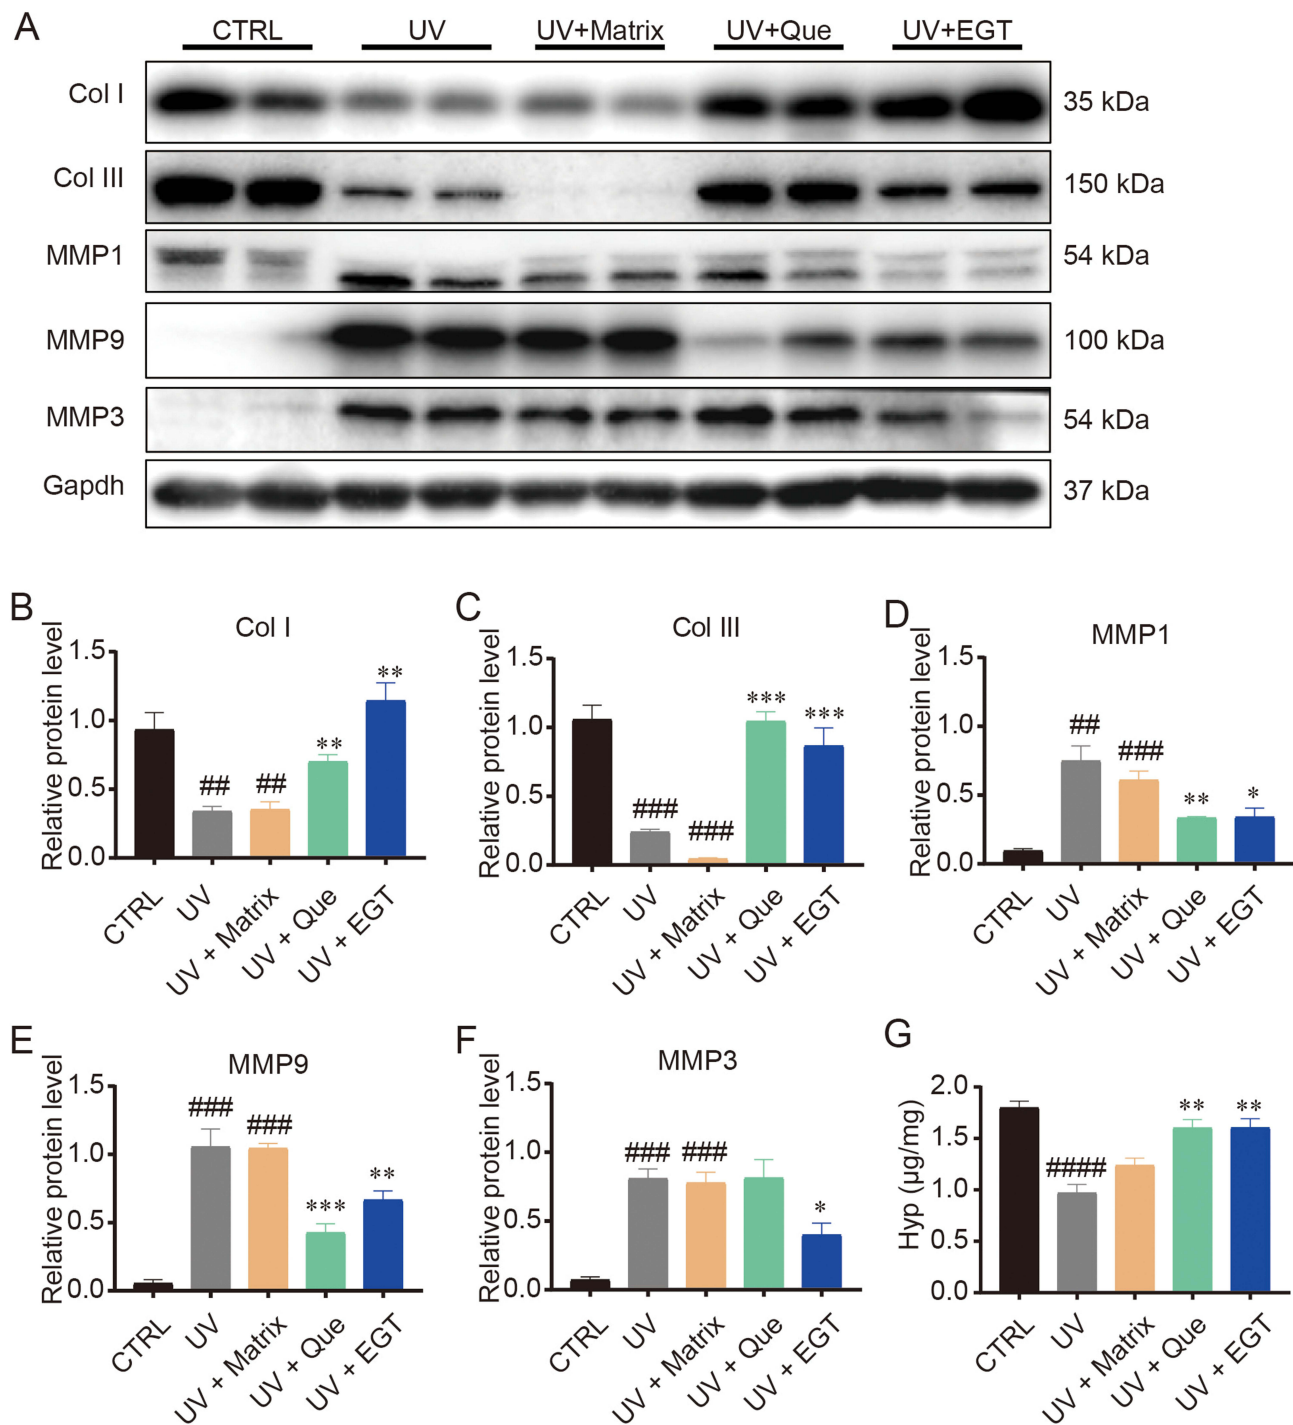 A
CTRL UV UV+Matrix UV+Que UV+EGT
Col I 35 kDa
Col III 150 kDa
MMP1 54 kDa
MMP9 100 kDa
MMP3 54 kDa
Gapdh 37 kDa
B
Col I
Relative protein level
1.5
1.0
0.5
0.0
** 
## ## **
CTRL
UV
UV + Matrix
UV + Que
UV + EGT
C
Col III
Relative protein level
1.5
1.0
0.5
0.0
### ### *** ***
CTRL
UV
UV + Matrix
UV + Que
UV + EGT
D
MMP1
Relative protein level
1.5
1.0
0.5
0.0
## ### ** *
CTRL
UV
UV + Matrix
UV + Que
UV + EGT
E
MMP9
Relative protein level
1.5
1.0
0.5
0.0
### ### *** **
CTRL
UV
UV + Matrix
UV + Que
UV + EGT
F
MMP3
Relative protein level
1.5
1.0
0.5
0.0
### ### *
CTRL
UV
UV + Matrix
UV + Que
UV + EGT
G
Hyp (µg/mg)
2.0
1.5
1.0
0.5
0.0
#### ** **
CTRL
UV
UV + Matrix
UV + Que
UV + EGT